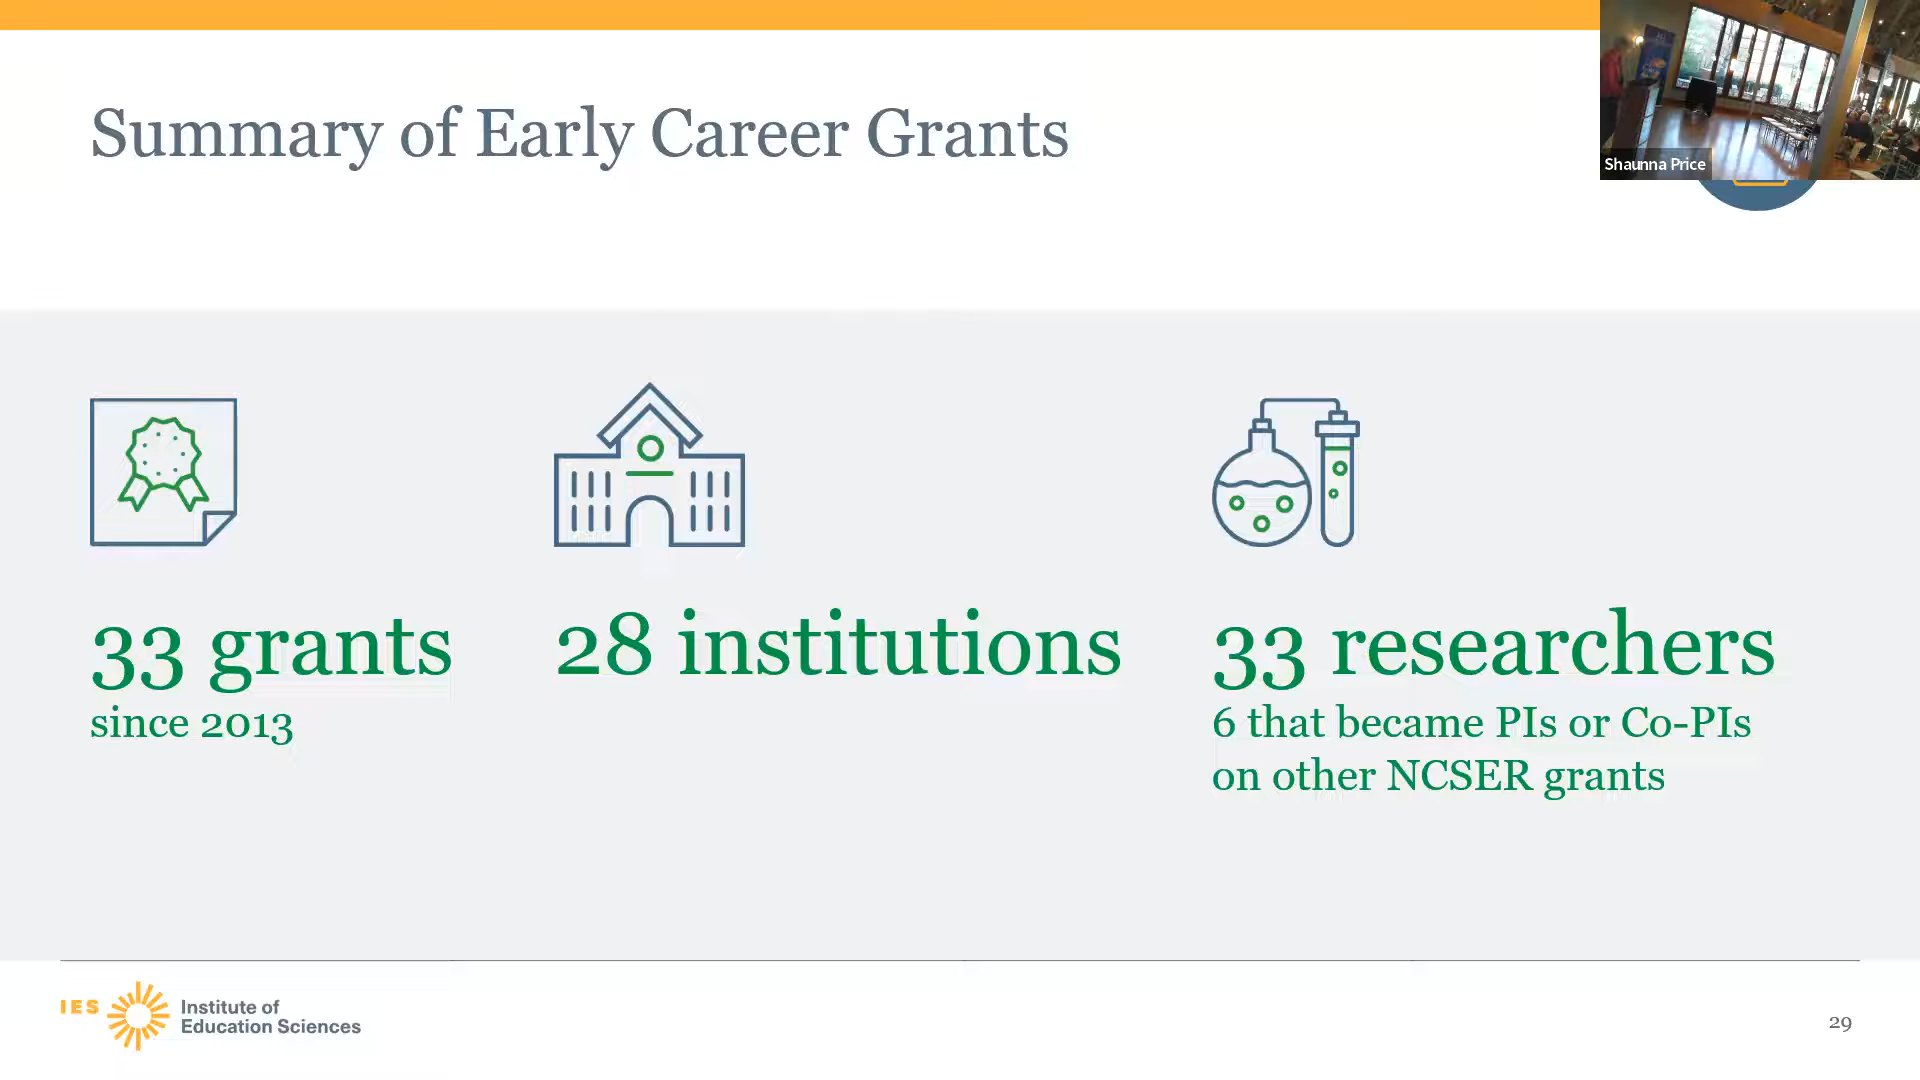 Summary of Early Career Grants
Shaunna Price
33 grants
since 2013
28 institutions
33 researchers
6 that became PIs or Co-PIs
on other NCSER grants
IES
Institute of
Education Sciences
29